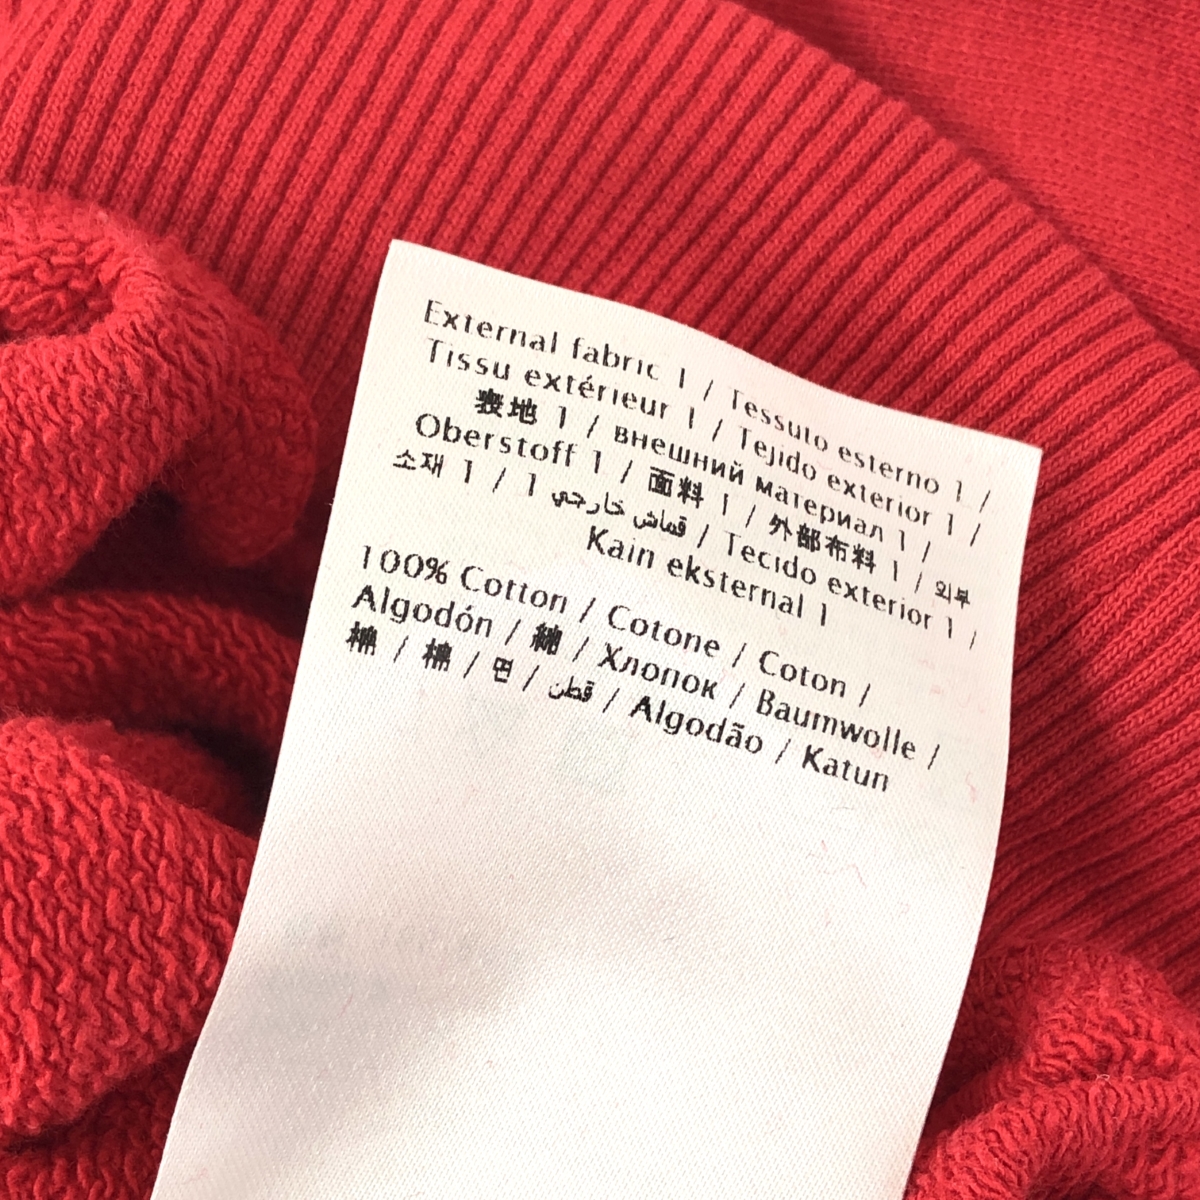 External fabric 1 / Tessuto esterno 1 /
Tissu extérieur 1 / Tejido exterior 1 /
表地 1 / внешний материал 1 /
Oberstoff 1 / 面料 1 / 外部布料 1 / 외부
소재 1 / 1 قماش خارجي / Tecido exterior 1 /
Kain eksternal 1
100% Cotton / Cotone / Coton /
Algodón / 綿 / Хлопок / Baumwolle /
棉 / 棉 / 면 / قطن / Algodão / Katun